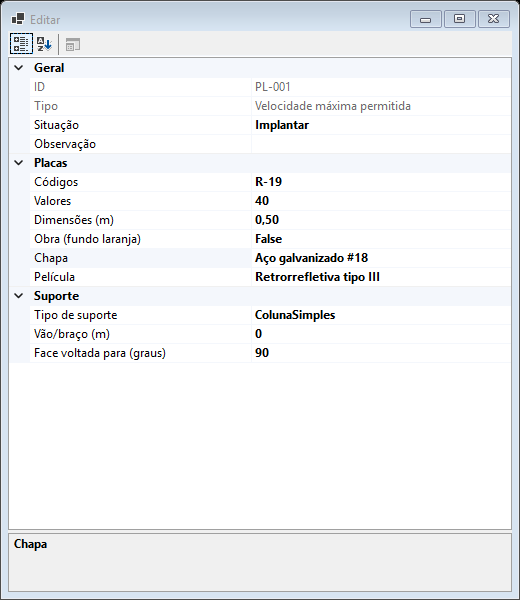 Editar
Geral
ID PL-001
Tipo Velocidade máxima permitida
Situação Implantar
Observação
Placas
Códigos R-19
Valores 40
Dimensões (m) 0,50
Obra (fundo laranja) False
Chapa Aço galvanizado #18
Película Retrorrefletiva tipo III
Suporte
Tipo de suporte ColunaSimples
Vão/braço (m) 0
Face voltada para (graus) 90
Chapa